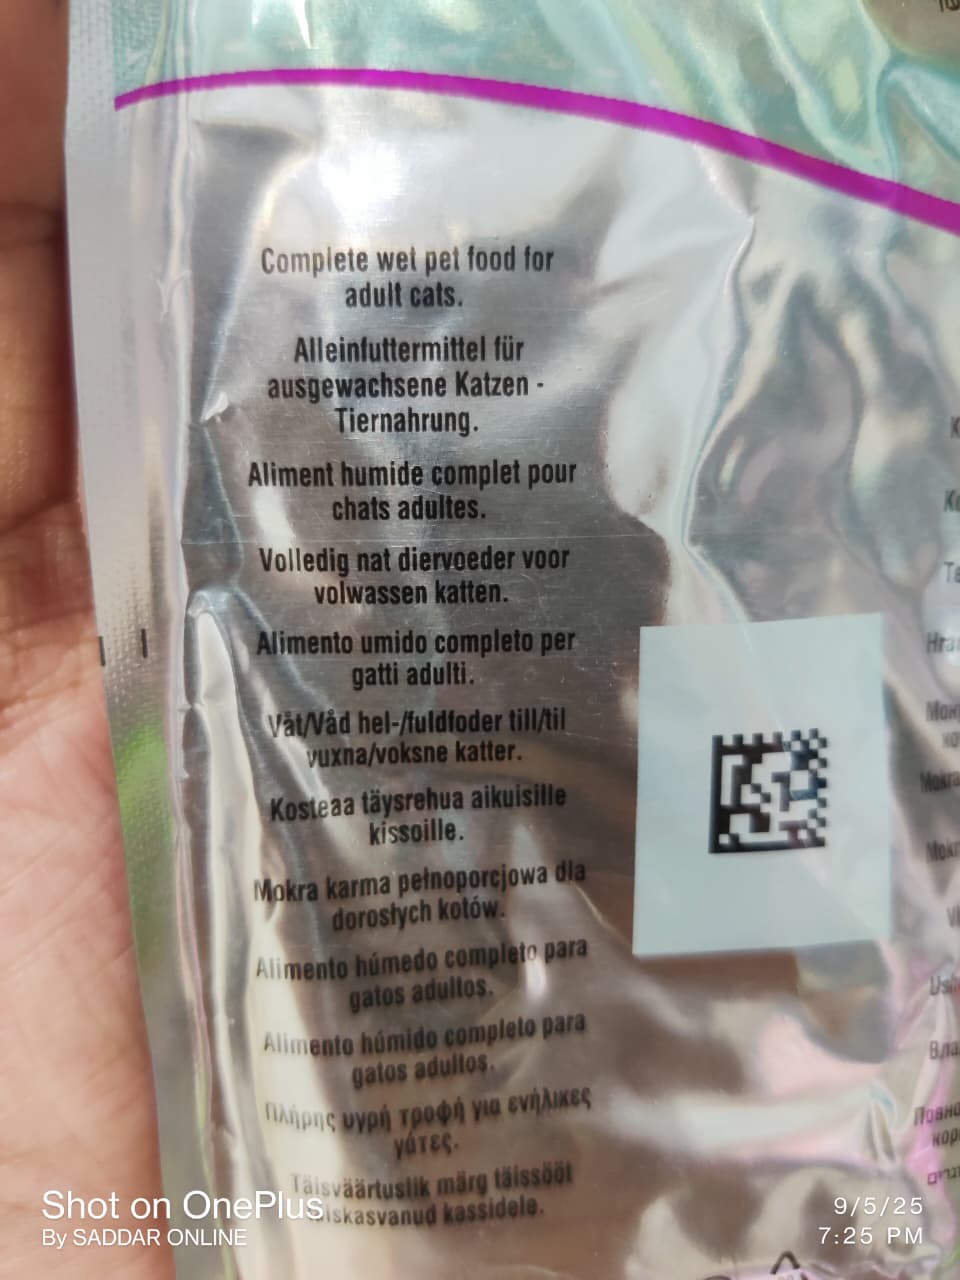 Complete wet pet food for
adult cats.
Alleinfuttermittel für
ausgewachsene Katzen -
Tiernahrung.
Aliment humide complet pour
chats adultes.
Volledig nat diervoeder voor
volwassen katten.
Alimento umido completo per
gatti adulti.
Våt/Våd hel-/fuldfoder till/til
vuxna/voksne katter.
Kosteaa täysrehua aikuisille
kissoille.
Mokra karma pełnoporcjowa dla
dorosłych kotów.
Alimento húmedo completo para
gatos adultos.
Alimento húmido completo para
gatos adultos.
Πλήρης υγρή τροφή για ενήλικες
γάτες.
Täisväärtuslik märg täissööt
kassidele.
Shot on OnePlus
By SADDAR ONLINE
9/5/25
7:25 PM